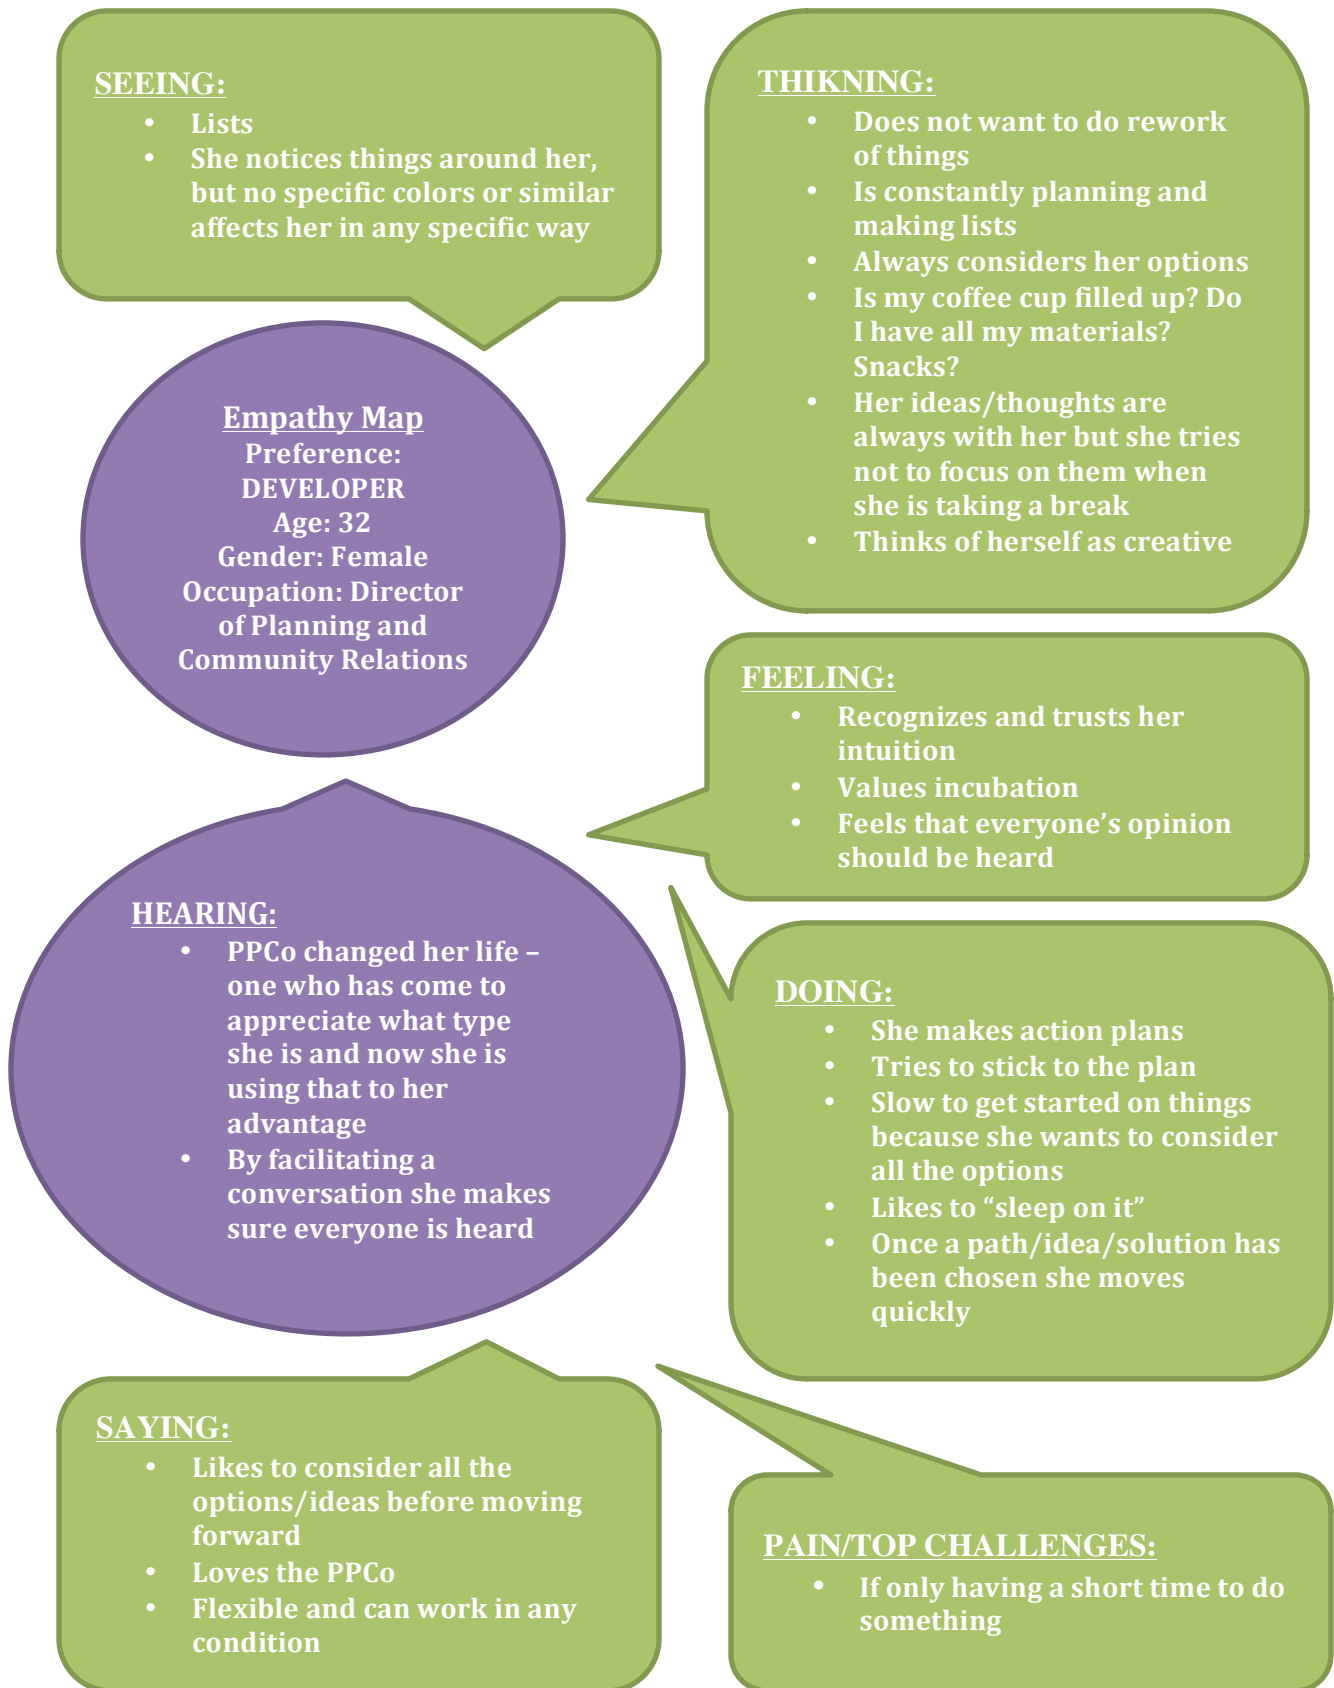 SEEING:
• Lists
• She notices things around her,
but no specific colors or similar
affects her in any specific way
THIKNING:
• Does not want to do rework
of things
• Is constantly planning and
making lists
• Always considers her options
• Is my coffee cup filled up? Do
I have all my materials?
Snacks?
• Her ideas/thoughts are
always with her but she tries
not to focus on them when
she is taking a break
• Thinks of herself as creative
Empathy Map
Preference:
DEVELOPER
Age: 32
Gender: Female
Occupation: Director
of Planning and
Community Relations
FEELING:
• Recognizes and trusts her
intuition
• Values incubation
• Feels that everyone’s opinion
should be heard
HEARING:
• PPCo changed her life –
one who has come to
appreciate what type
she is and now she is
using that to her
advantage
• By facilitating a
conversation she makes
sure everyone is heard
DOING:
• She makes action plans
• Tries to stick to the plan
• Slow to get started on things
because she wants to consider
all the options
• Likes to “sleep on it”
• Once a path/idea/solution has
been chosen she moves
quickly
SAYING:
• Likes to consider all the
options/ideas before moving
forward
• Loves the PPCo
• Flexible and can work in any
condition
PAIN/TOP CHALLENGES:
• If only having a short time to do
something